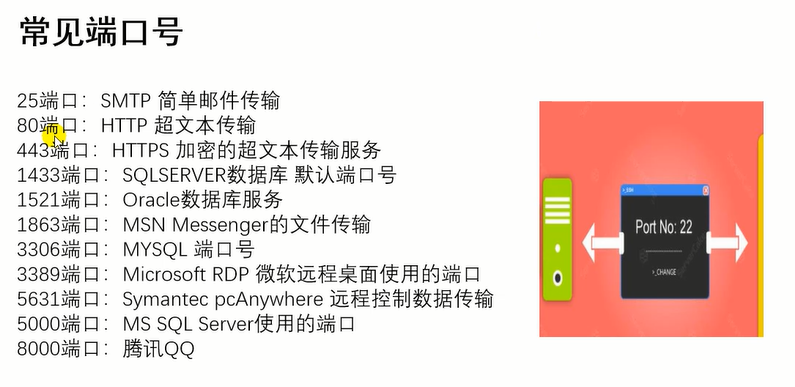 常见端口号
25端口：SMTP 简单邮件传输
80端口：HTTP 超文本传输
443端口：HTTPS 加密的超文本传输服务
1433端口：SQLSERVER数据库 默认端口号
1521端口：Oracle数据库服务
1863端口：MSN Messenger的文件传输
3306端口：MYSQL 端口号
3389端口：Microsoft RDP 微软远程桌面使用的端口
5631端口：Symantec pcAnywhere 远程控制数据传输
5000端口：MS SQL Server使用的端口
8000端口：腾讯QQ
Port No: 22
>_CHANGE